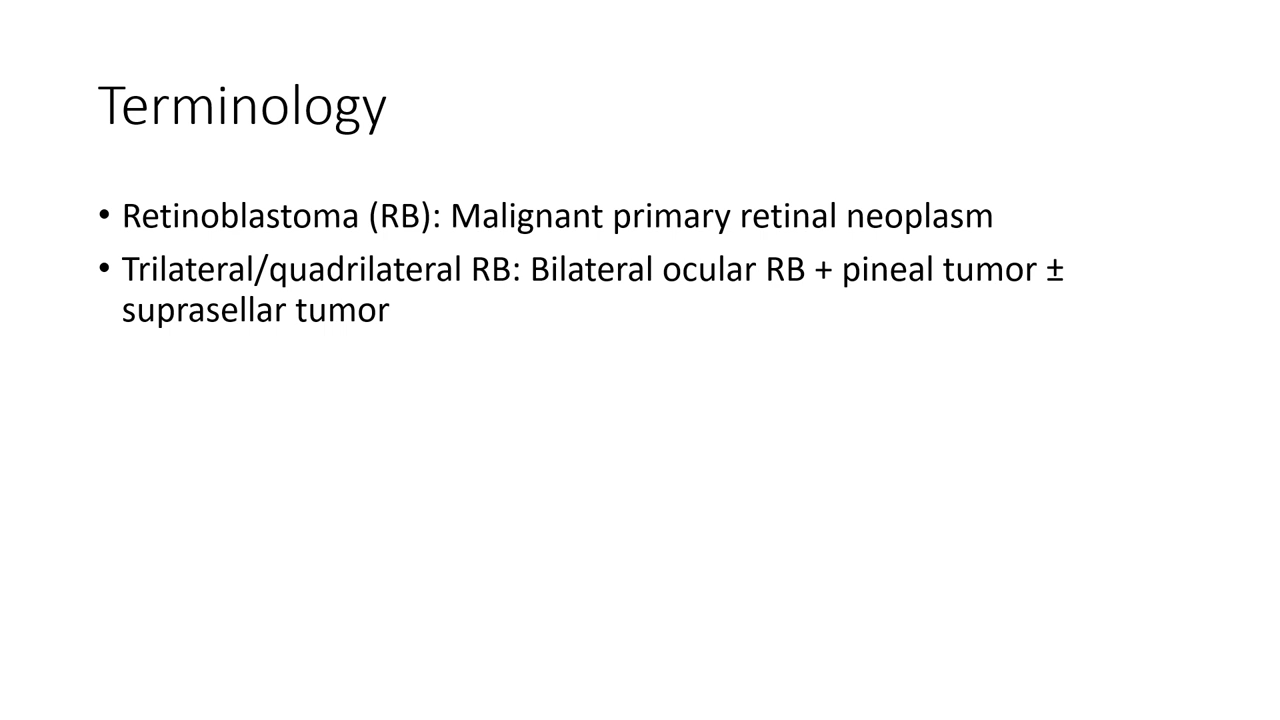 Terminology
• Retinoblastoma (RB): Malignant primary retinal neoplasm
• Trilateral/quadrilateral RB: Bilateral ocular RB + pineal tumor ±
suprasellar tumor